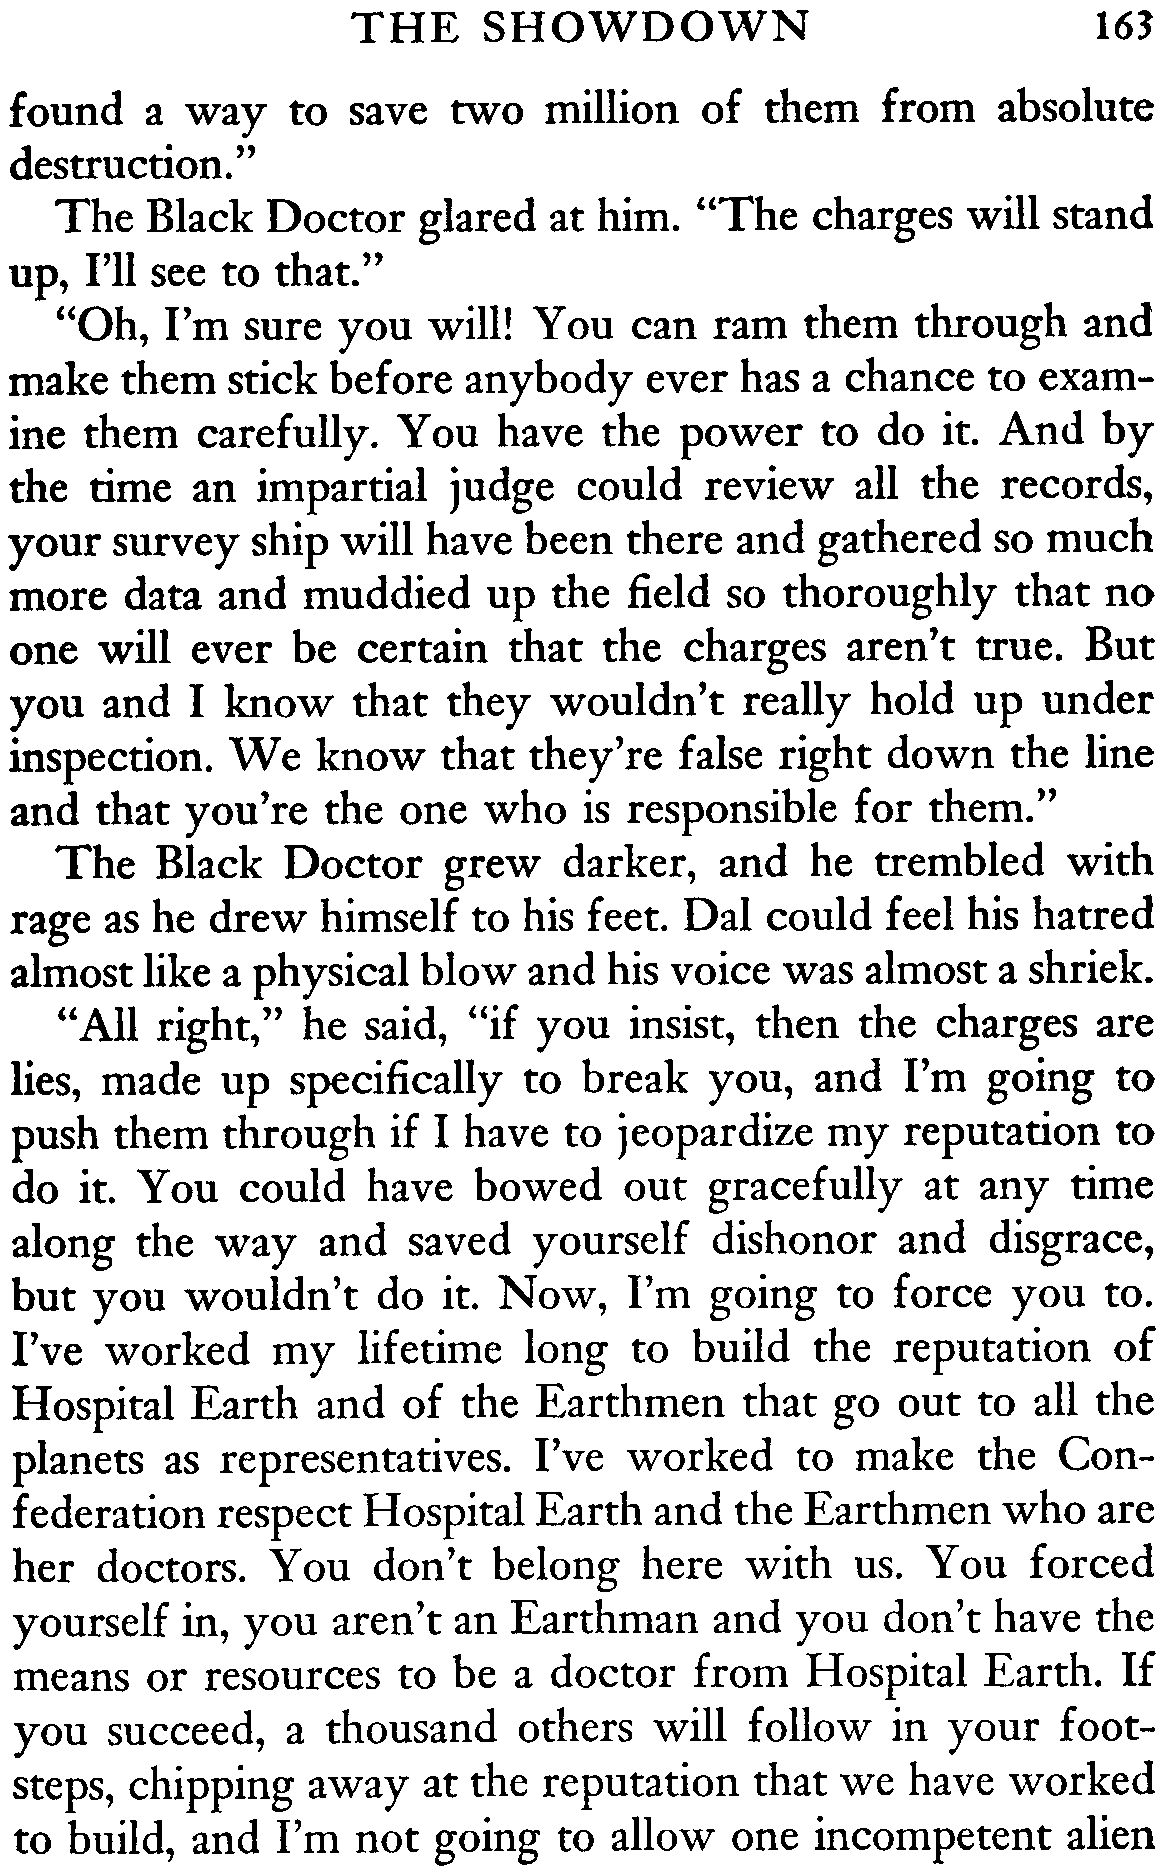 THE SHOWDOWN 163
found a way to save two million of them from absolute
destruction.”
The Black Doctor glared at him. “The charges will stand
up, I’ll see to that.”
“Oh, I’m sure you will! You can ram them through and
make them stick before anybody ever has a chance to exam-
ine them carefully. You have the power to do it. And by
the time an impartial judge could review all the records,
your survey ship will have been there and gathered so much
more data and muddied up the field so thoroughly that no
one will ever be certain that the charges aren’t true. But
you and I know that they wouldn’t really hold up under
inspection. We know that they’re false right down the line
and that you’re the one who is responsible for them.”
The Black Doctor grew darker, and he trembled with
rage as he drew himself to his feet. Dal could feel his hatred
almost like a physical blow and his voice was almost a shriek.
“All right,” he said, “if you insist, then the charges are
lies, made up specifically to break you, and I’m going to
push them through if I have to jeopardize my reputation to
do it. You could have bowed out gracefully at any time
along the way and saved yourself dishonor and disgrace,
but you wouldn’t do it. Now, I’m going to force you to.
I’ve worked my lifetime long to build the reputation of
Hospital Earth and of the Earthmen that go out to all the
planets as representatives. I’ve worked to make the Con-
federation respect Hospital Earth and the Earthmen who are
her doctors. You don’t belong here with us. You forced
yourself in, you aren’t an Earthman and you don’t have the
means or resources to be a doctor from Hospital Earth. If
you succeed, a thousand others will follow in your foot-
steps, chipping away at the reputation that we have worked
to build, and I’m not going to allow one incompetent alien